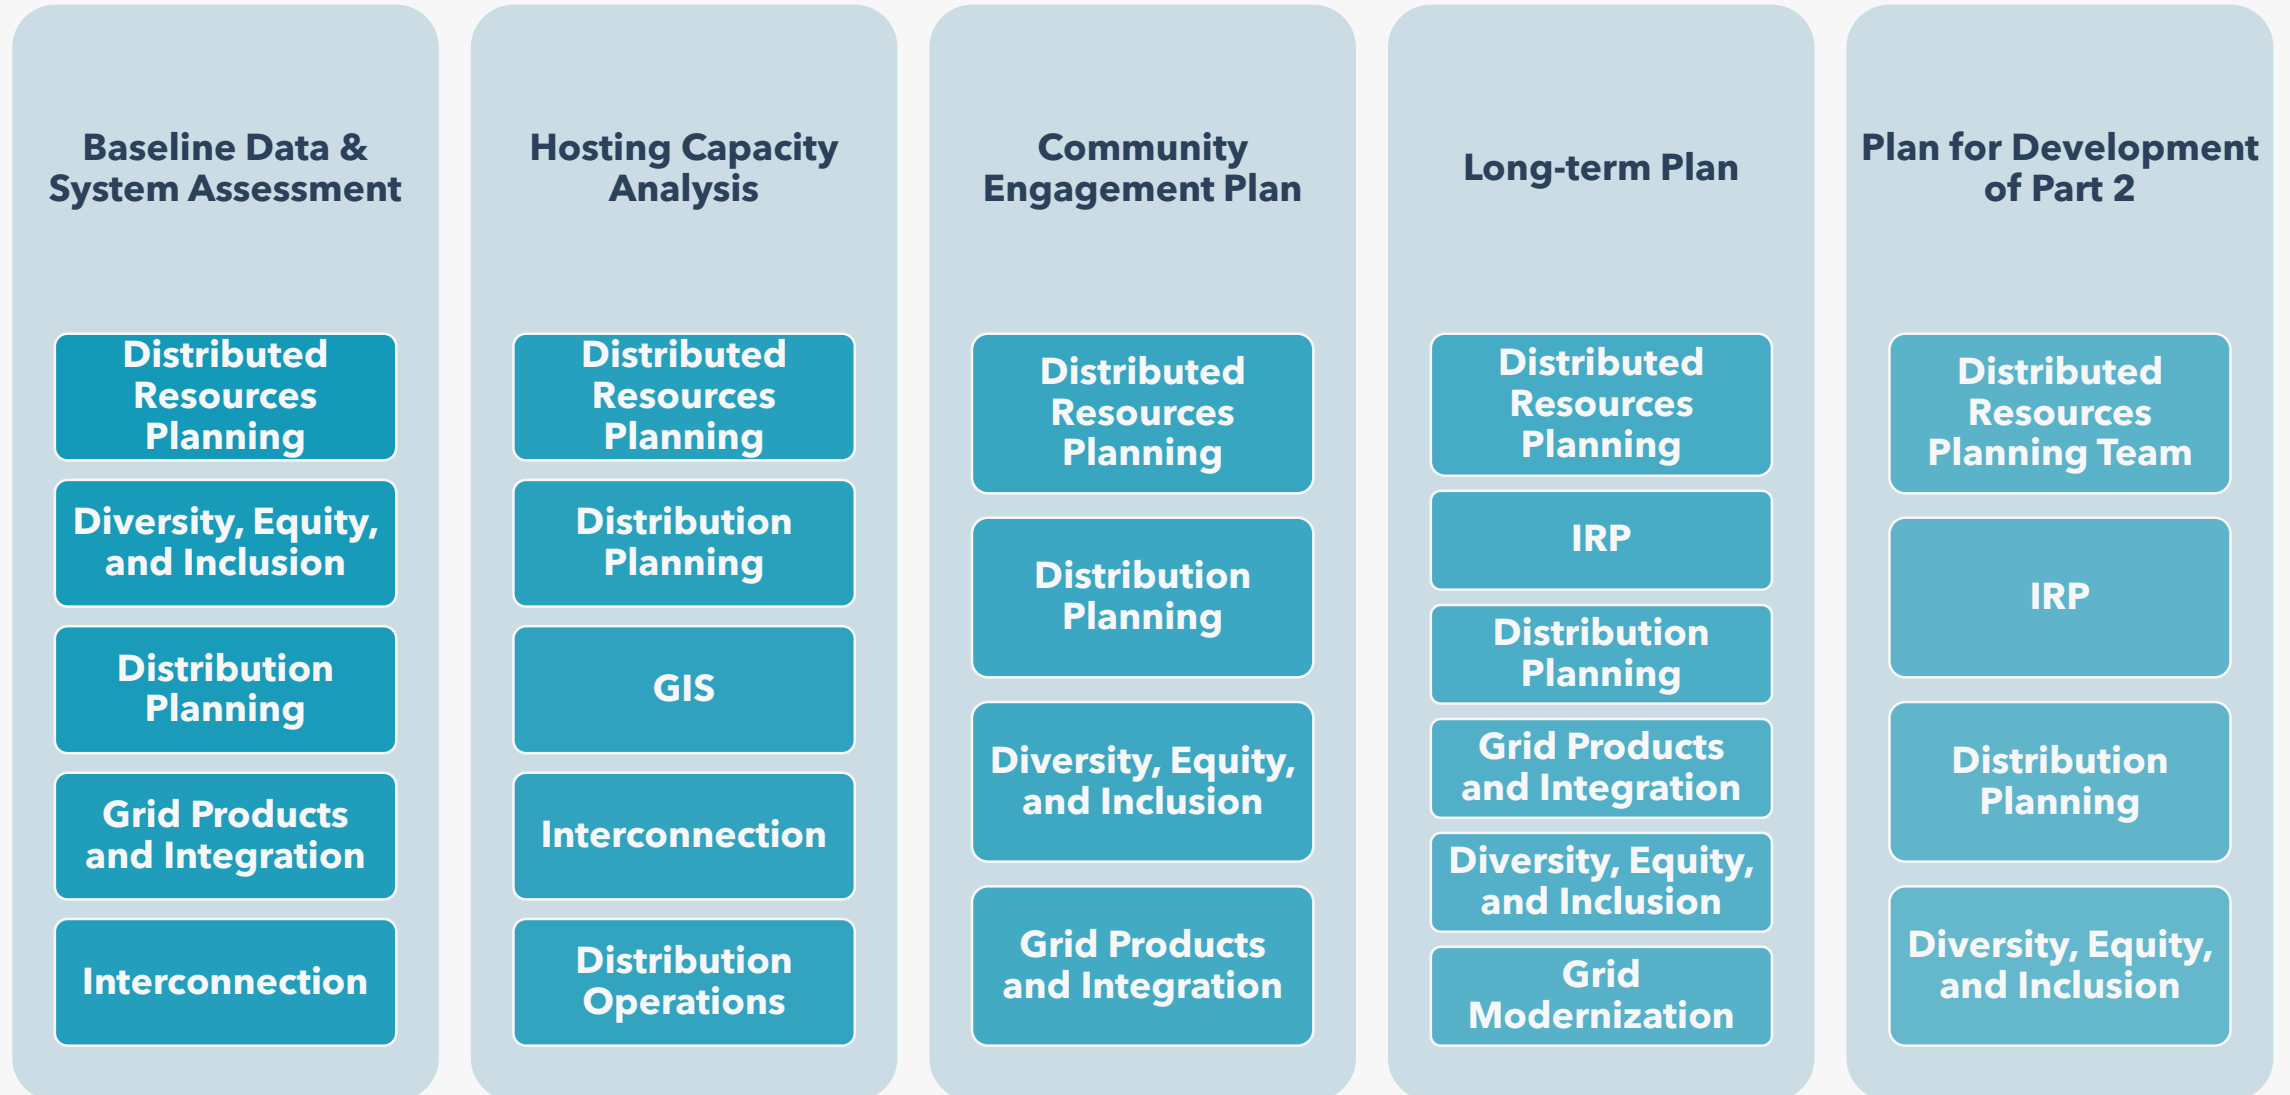 Baseline Data &
System Assessment
Distributed
Resources
Planning
Diversity, Equity,
and Inclusion
Distribution
Planning
Grid Products
and Integration
Interconnection
Hosting Capacity
Analysis
Distributed
Resources
Planning
Distribution
Planning
GIS
Interconnection
Distribution
Operations
Community
Engagement Plan
Distributed
Resources
Planning
Distribution
Planning
Diversity, Equity,
and Inclusion
Grid Products
and Integration
Long-term Plan
Distributed
Resources
Planning
IRP
Distribution
Planning
Grid Products
and Integration
Diversity, Equity,
and Inclusion
Grid
Modernization
Plan for Development
of Part 2
Distributed
Resources
Planning Team
IRP
Distribution
Planning
Diversity, Equity,
and Inclusion